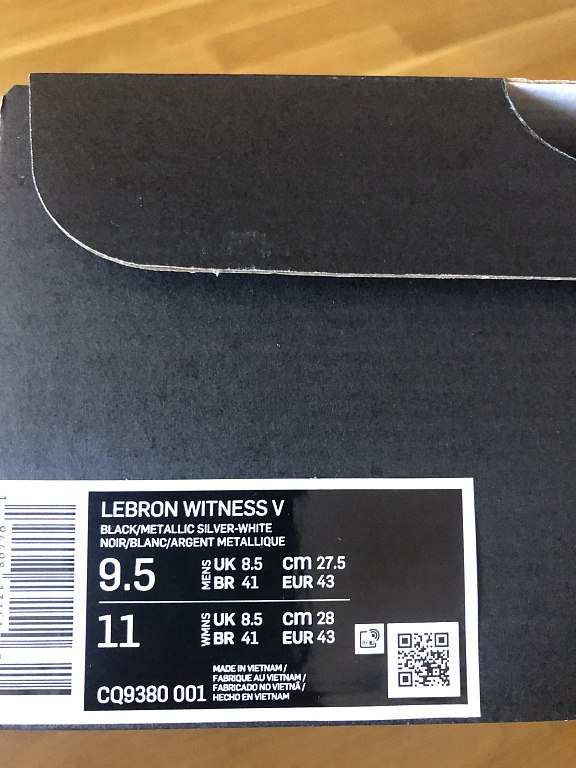 LEBRON WITNESS V
BLACK/METALLIC SILVER-WHITE
NOIR/BLANC/ARGENT METALLIQUE
9.5 MENS UK 8.5 cm 27.5
BR 41 EUR 43
11 WMNS UK 8.5 cm 28
BR 41 EUR 43
MADE IN VIETNAM /
FABRIQUE AU VIETNAM /
FABRICADO NO VIETNÃ /
HECHO EN VIETNAM
CQ9380 001